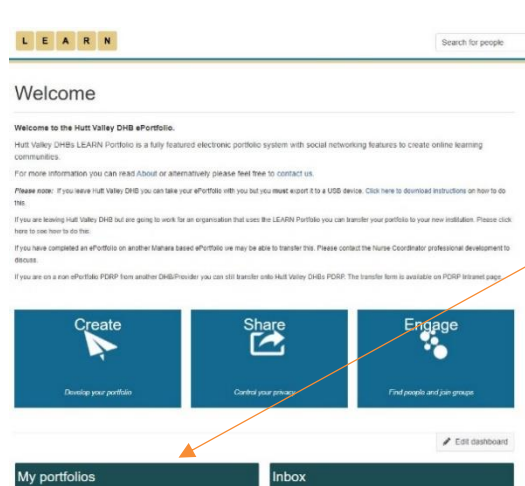 L E A R N
Search for people
Welcome
Welcome to the Hutt Valley DHB ePortfolio.
Hutt Valley DHBs LEARN Portfolio is a fully featured electronic portfolio system with social networking features to create online learning
communities.
For more information you can read About or alternatively please feel free to contact us.
Please note: If you leave Hutt Valley DHB you can take your ePortfolio with you but you must export it to a USB device. Click here to download instructions on how to do
this.
If you are leaving Hutt Valley DHB but are going to work for an organisation that uses the LEARN Portfolio you can transfer your portfolio to your new institution. Please click
here to see how to do this.
If you have completed an ePortfolio on another Mahara based ePortfolio we may be able to transfer this. Please contact the Nurse Coordinator professional development to
discuss.
If you are on a non ePortfolio PDRP from another DHB/Provider you can still transfer onto Hutt Valley DHBs PDRP. The transfer form is available on PDRP Intranet page.
Create
Share
Engage
Develop your portfolio
Control your privacy
Find people and join groups
Edit dashboard
My portfolios
Inbox